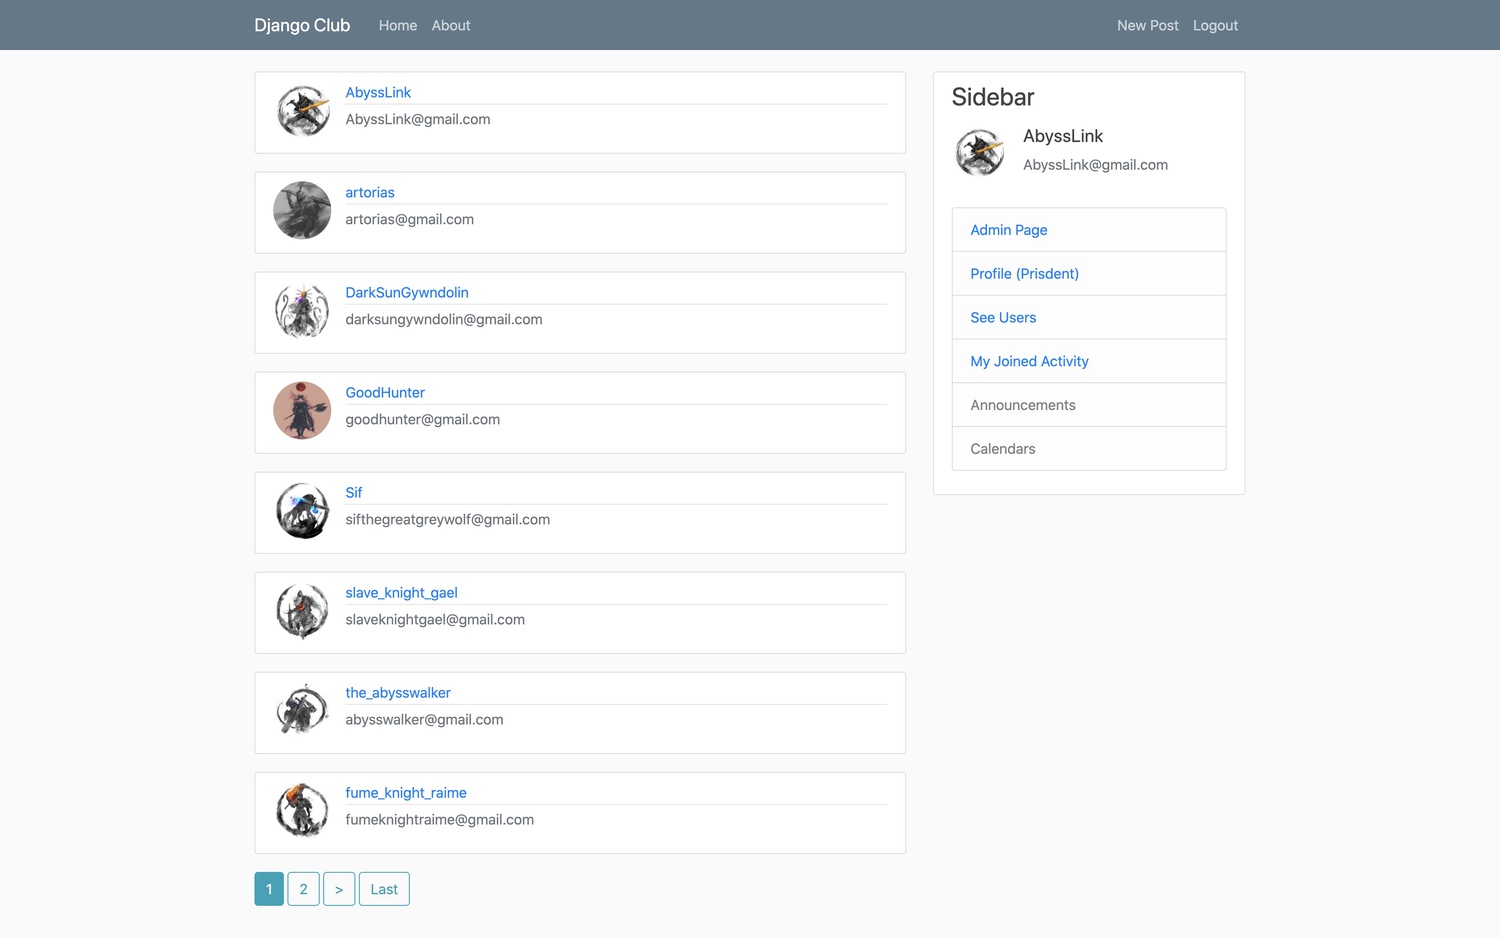 Django Club Home About New Post Logout
AbyssLink
AbyssLink@gmail.com
artorias
artorias@gmail.com
DarkSunGywndolin
darksungywndolin@gmail.com
GoodHunter
goodhunter@gmail.com
Sif
sifthegreatgreywolf@gmail.com
slave_knight_gael
slaveknightgael@gmail.com
the_abysswalker
abysswalker@gmail.com
fume_knight_raime
fumeknightraime@gmail.com
1 2 > Last
Sidebar
AbyssLink
AbyssLink@gmail.com
Admin Page
Profile (Prisdent)
See Users
My Joined Activity
Announcements
Calendars